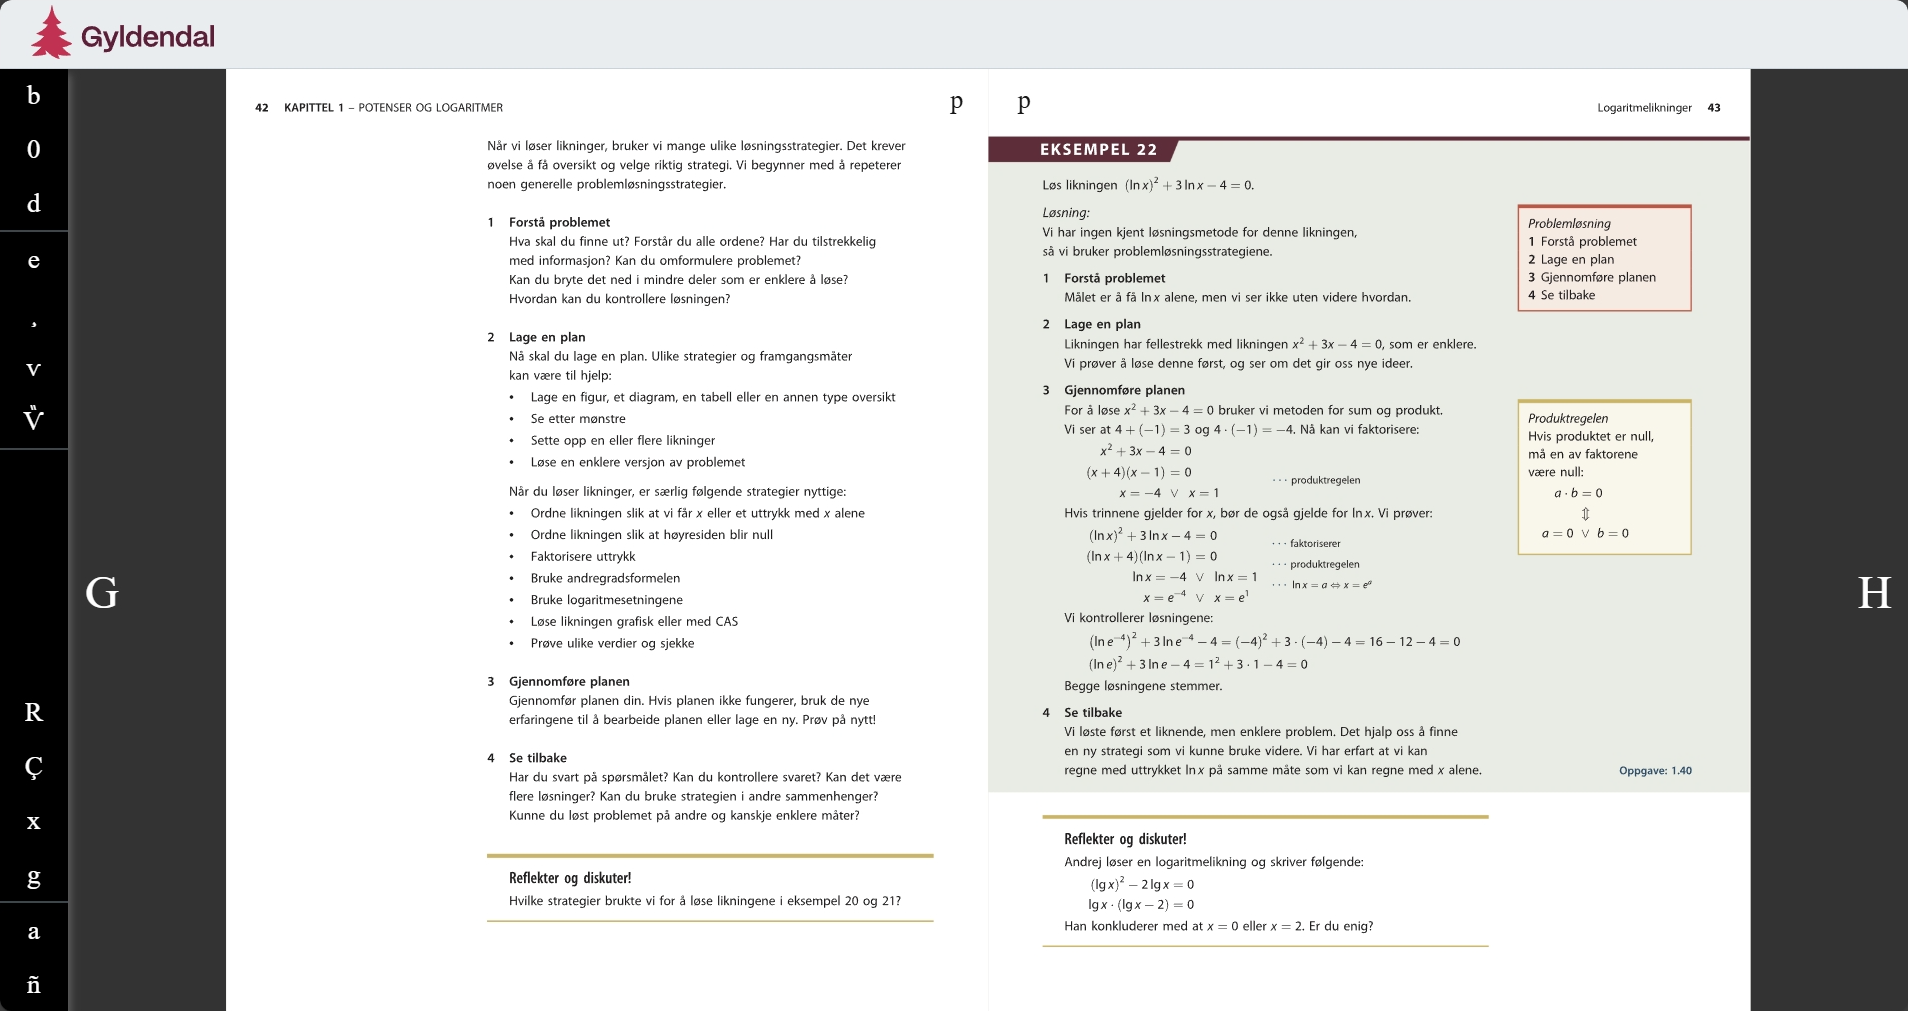 Gyldendal
b
0
d
e
¸
v
V̏
R
Ç
x
g
a
ñ
G
H
42 KAPITTEL 1 – POTENSER OG LOGARITMER
p
Når vi løser likninger, bruker vi mange ulike løsningsstrategier. Det krever
øvelse å få oversikt og velge riktig strategi. Vi begynner med å repeterer
noen generelle problemløsningsstrategier.
1 Forstå problemet
Hva skal du finne ut? Forstår du alle ordene? Har du tilstrekkelig
med informasjon? Kan du omformulere problemet?
Kan du bryte det ned i mindre deler som er enklere å løse?
Hvordan kan du kontrollere løsningen?
2 Lage en plan
Nå skal du lage en plan. Ulike strategier og framgangsmåter
kan være til hjelp:
• Lage en figur, et diagram, en tabell eller en annen type oversikt
• Se etter mønstre
• Sette opp en eller flere likninger
• Løse en enklere versjon av problemet
Når du løser likninger, er særlig følgende strategier nyttige:
• Ordne likningen slik at vi får x eller et uttrykk med x alene
• Ordne likningen slik at høyresiden blir null
• Faktorisere uttrykk
• Bruke andregradsformelen
• Bruke logaritmesetningene
• Løse likningen grafisk eller med CAS
• Prøve ulike verdier og sjekke
3 Gjennomføre planen
Gjennomfør planen din. Hvis planen ikke fungerer, bruk de nye
erfaringene til å bearbeide planen eller lage en ny. Prøv på nytt!
4 Se tilbake
Har du svart på spørsmålet? Kan du kontrollere svaret? Kan det være
flere løsninger? Kan du bruke strategien i andre sammenhenger?
Kunne du løst problemet på andre og kanskje enklere måter?
Reflekter og diskuter!
Hvilke strategier brukte vi for å løse likningene i eksempel 20 og 21?
p
Logaritmelikninger 43
EKSEMPEL 22
Løs likningen (ln x)² + 3 ln x − 4 = 0.
Løsning:
Vi har ingen kjent løsningsmetode for denne likningen,
så vi bruker problemløsningsstrategiene.
1 Forstå problemet
Målet er å få ln x alene, men vi ser ikke uten videre hvordan.
2 Lage en plan
Likningen har fellestrekk med likningen x² + 3x − 4 = 0, som er enklere.
Vi prøver å løse denne først, og ser om det gir oss nye ideer.
3 Gjennomføre planen
For å løse x² + 3x − 4 = 0 bruker vi metoden for sum og produkt.
Vi ser at 4 + (−1) = 3 og 4 · (−1) = −4. Nå kan vi faktorisere:
x² + 3x − 4 = 0
(x + 4)(x − 1) = 0
··· produktregelen
x = −4 ∨ x = 1
Hvis trinnene gjelder for x, bør de også gjelde for ln x. Vi prøver:
(ln x)² + 3 ln x − 4 = 0
··· faktoriserer
(ln x + 4)(ln x − 1) = 0
··· produktregelen
ln x = −4 ∨ ln x = 1
··· ln x = a ⇔ x = eᵃ
x = e⁻⁴ ∨ x = e¹
Vi kontrollerer løsningene:
(ln e⁻⁴)² + 3 ln e⁻⁴ − 4 = (−4)² + 3 · (−4) − 4 = 16 − 12 − 4 = 0
(ln e)² + 3 ln e − 4 = 1² + 3 · 1 − 4 = 0
Begge løsningene stemmer.
4 Se tilbake
Vi løste først et liknende, men enklere problem. Det hjalp oss å finne
en ny strategi som vi kunne bruke videre. Vi har erfart at vi kan
regne med uttrykket ln x på samme måte som vi kan regne med x alene.
Oppgave: 1.40
Problemløsning
1 Forstå problemet
2 Lage en plan
3 Gjennomføre planen
4 Se tilbake
Produktregelen
Hvis produktet er null,
må en av faktorene
være null:
a · b = 0
⇕
a = 0 ∨ b = 0
Reflekter og diskuter!
Andrej løser en logaritmelikning og skriver følgende:
(lg x)² − 2 lg x = 0
lg x · (lg x − 2) = 0
Han konkluderer med at x = 0 eller x = 2. Er du enig?